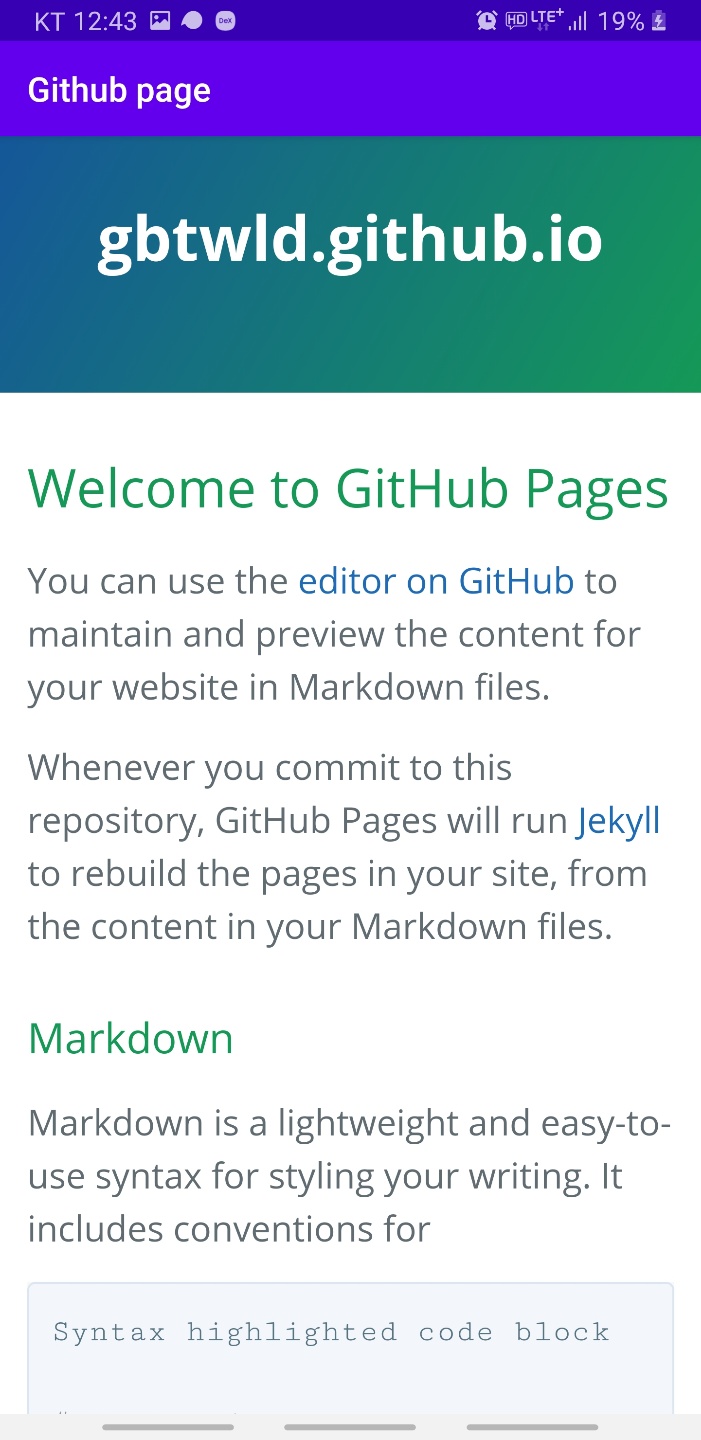 KT 12:43 DeX HD LTE+ 19%
Github page
gbtwld.github.io
Welcome to GitHub Pages
You can use the editor on GitHub to
maintain and preview the content for
your website in Markdown files.
Whenever you commit to this
repository, GitHub Pages will run Jekyll
to rebuild the pages in your site, from
the content in your Markdown files.
Markdown
Markdown is a lightweight and easy-to-
use syntax for styling your writing. It
includes conventions for
Syntax highlighted code block